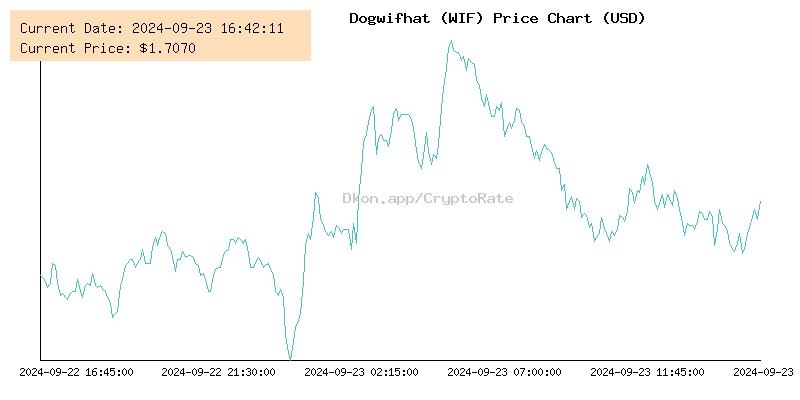 Dogwifhat (WIF) Price Chart (USD)
Current Date: 2024-09-23 16:42:11
Current Price: $1.7070
Dkon.app/CryptoRate
2024-09-22 16:45:00 2024-09-22 21:30:00 2024-09-23 02:15:00 2024-09-23 07:00:00 2024-09-23 11:45:00 2024-09-23